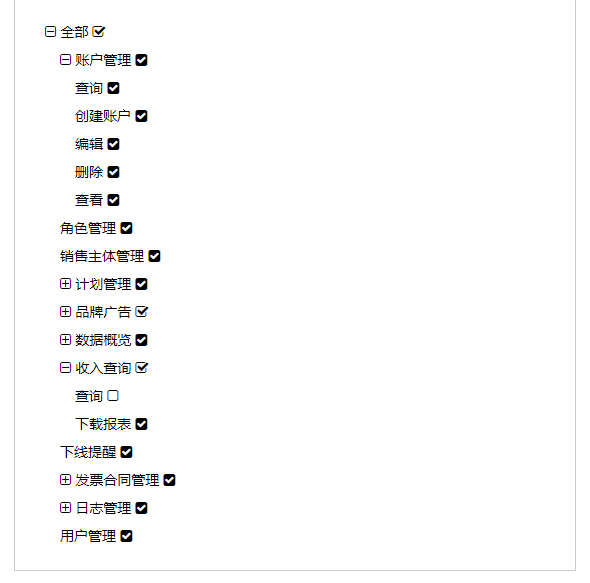 全部
账户管理
查询
创建账户
编辑
删除
查看
角色管理
销售主体管理
计划管理
品牌广告
数据概览
收入查询
查询
下载报表
下线提醒
发票合同管理
日志管理
用户管理